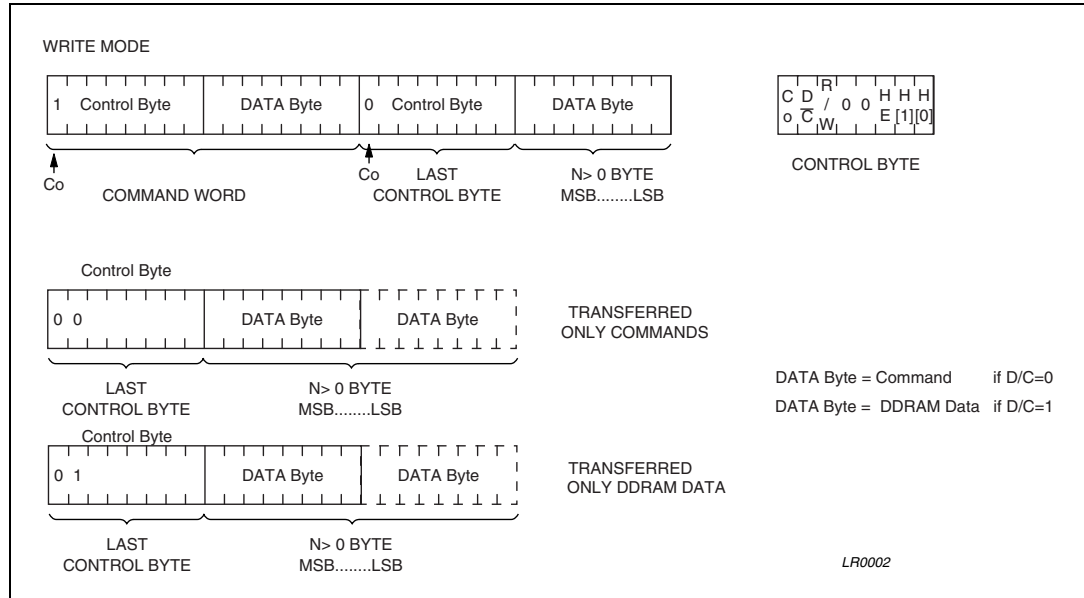 WRITE MODE
1 Control Byte DATA Byte 0 Control Byte DATA Byte
Co COMMAND WORD Co LAST CONTROL BYTE N> 0 BYTE MSB........LSB
C o D C R / W 0 0 H E H [1] H [0]
CONTROL BYTE
Control Byte
0 0 DATA Byte DATA Byte
TRANSFERRED
ONLY COMMANDS
LAST
CONTROL BYTE
N> 0 BYTE
MSB........LSB
DATA Byte = Command if D/C=0
DATA Byte = DDRAM Data if D/C=1
Control Byte
0 1 DATA Byte DATA Byte
TRANSFERRED
ONLY DDRAM DATA
LAST
CONTROL BYTE
N> 0 BYTE
MSB........LSB
LR0002